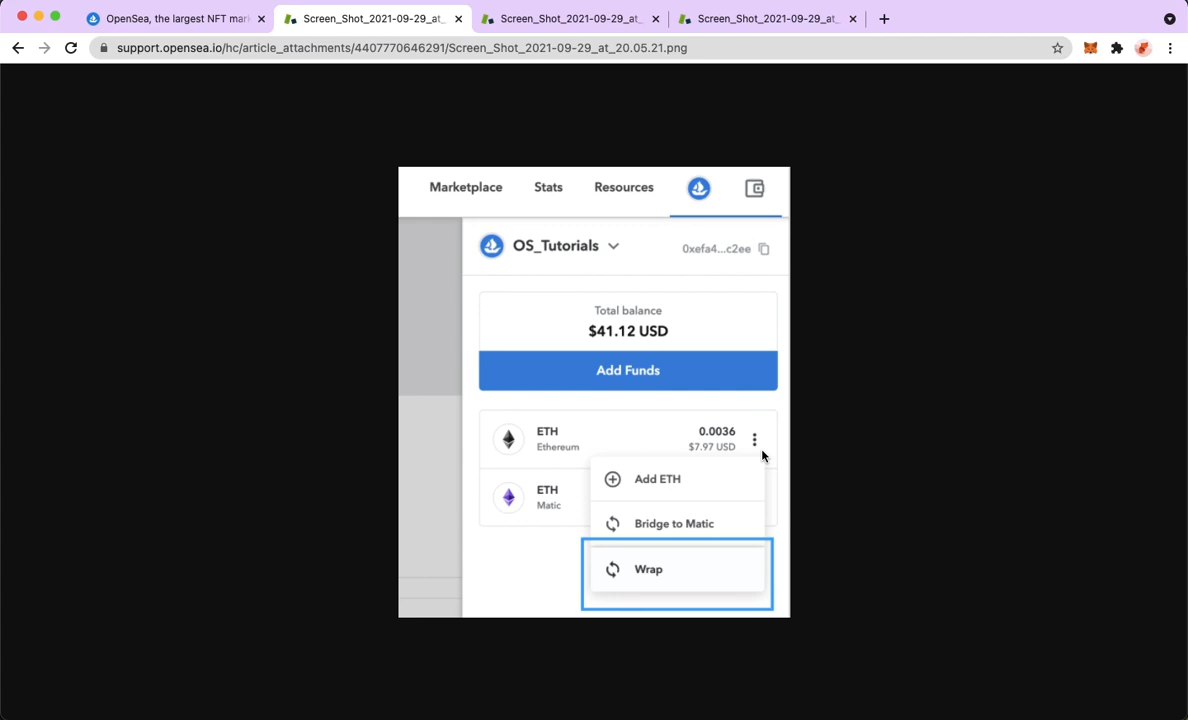 OpenSea, the largest NFT mar
Screen_Shot_2021-09-29_at_
Screen_Shot_2021-09-29_at_
Screen_Shot_2021-09-29_at_
support.opensea.io/hc/article_attachments/4407770646291/Screen_Shot_2021-09-29_at_20.05.21.png
Marketplace Stats Resources
OS_Tutorials 0xefa4...c2ee
Total balance
$41.12 USD
Add Funds
ETH 0.0036
Ethereum $7.97 USD
Add ETH
ETH
Matic
Bridge to Matic
Wrap